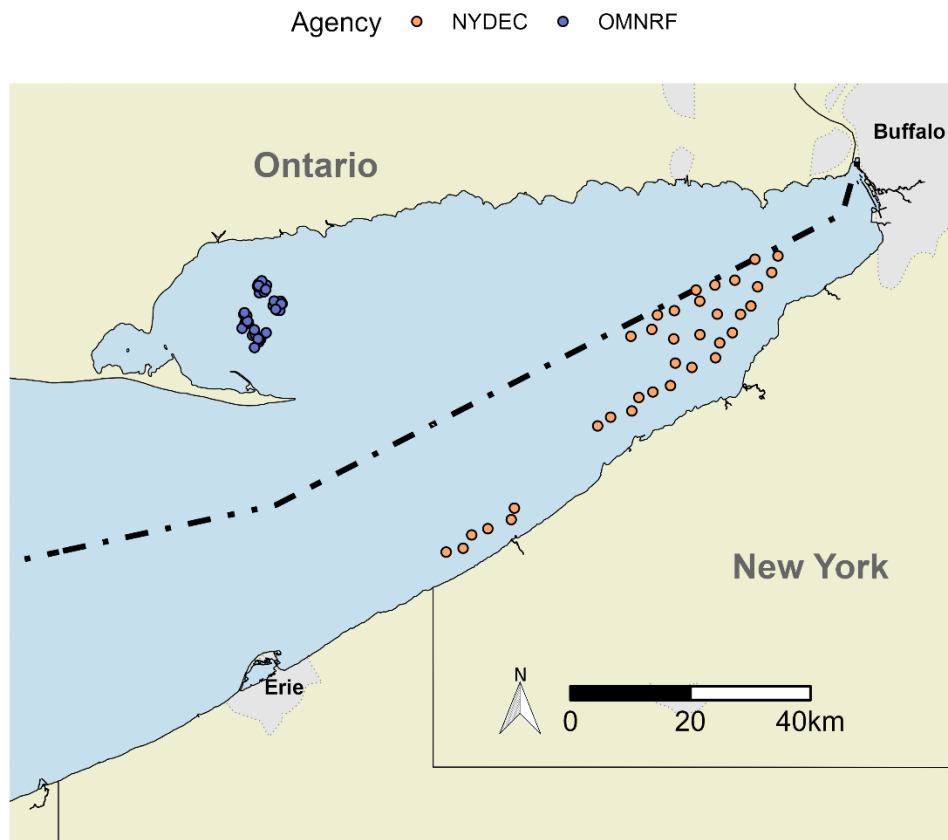 Agency NYDEC OMNRF
Buffalo
Ontario
New York
Erie
N
0 20 40km